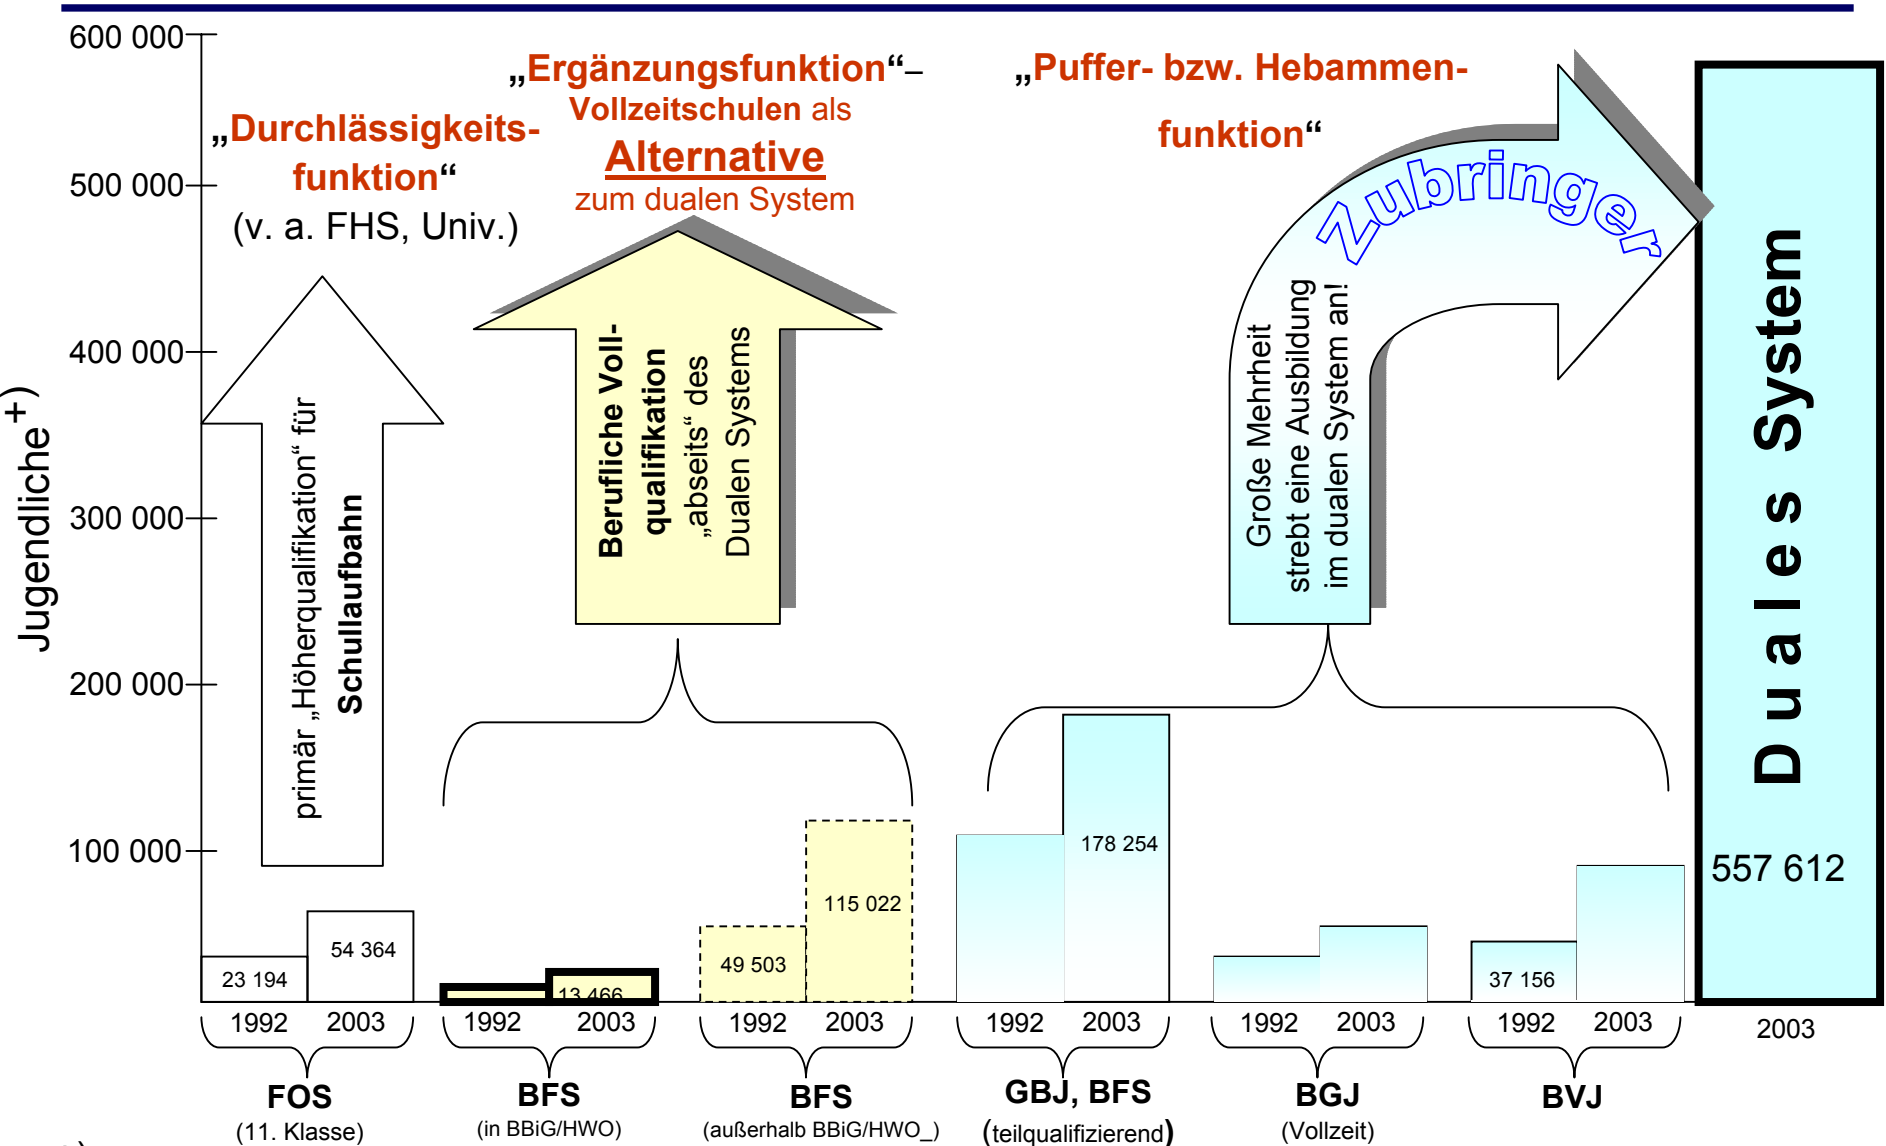 600 000
500 000
400 000
300 000
200 000
100 000
Jugendliche+)
„Durchlässigkeits-
funktion“
(v. a. FHS, Univ.)
„Ergänzungsfunktion“–
Vollzeitschulen als
Alternative
zum dualen System
„Puffer- bzw. Hebammen-
funktion“
Zubringer
primär „Höherqualifikation“ für
Schullaufbahn
Berufliche Voll-
qualifikation
„abseits“ des
Dualen Systems
Große Mehrheit
strebt eine Ausbildung
im dualen System an!
Duales System
557 612
23 194
54 364
13 466
49 503
115 022
178 254
37 156
1992 2003
1992 2003
1992 2003
1992 2003
1992 2003
1992 2003
2003
FOS
(11. Klasse)
BFS
(in BBiG/HWO)
BFS
(außerhalb BBiG/HWO_)
GBJ, BFS
(teilqualifizierend)
BGJ
(Vollzeit)
BVJ